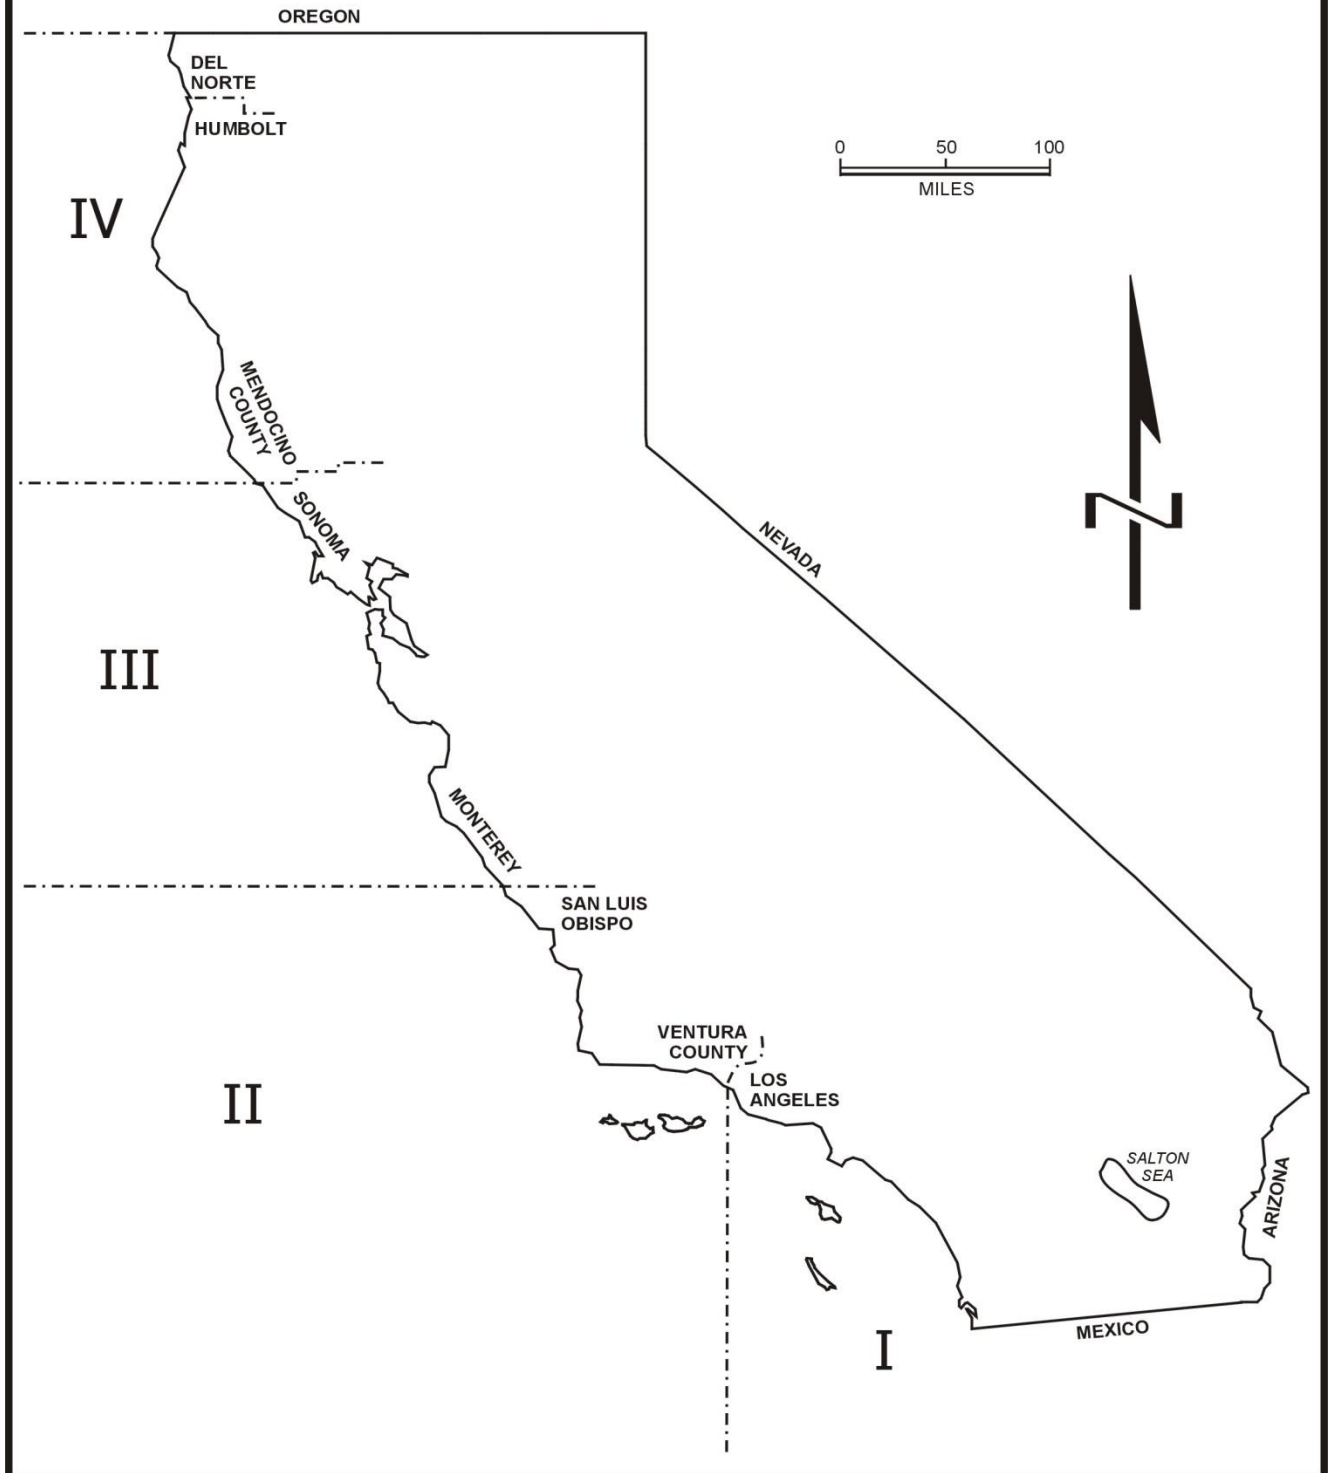 OREGON
DEL
NORTE
HUMBOLT
0 50 100
MILES
IV
MENDOCINO
COUNTY
SONOMA
NEVADA
N
III
MONTEREY
SAN LUIS
OBISPO
VENTURA
COUNTY
LOS
ANGELES
II
SALTON
SEA
ARIZONA
MEXICO
I